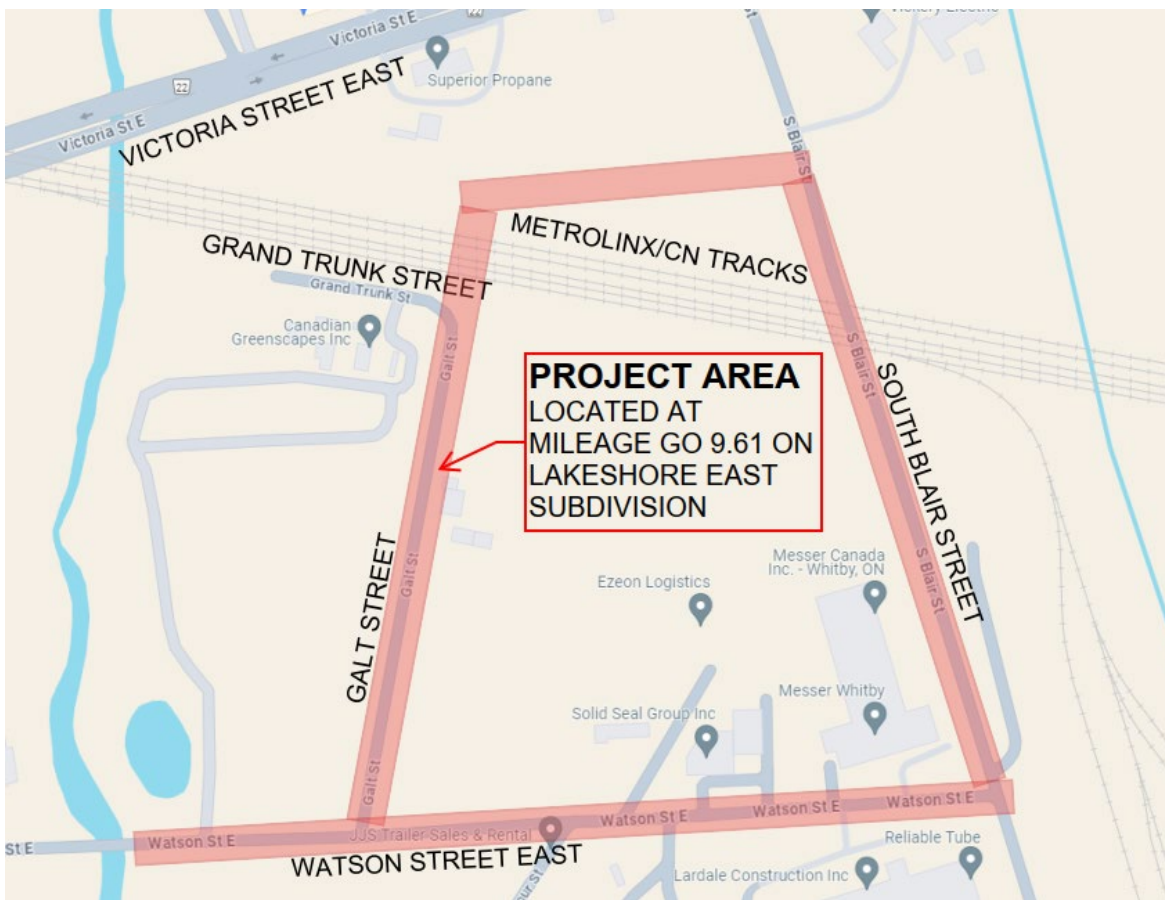 Victoria St E
22
VICTORIA STREET EAST
Superior Propane
22
Victoria St E
S Blair St
METROLINX/CN TRACKS
GRAND TRUNK STREET
Grand Trunk St
Canadian
Greenscapes Inc
Galt St
S Blair St
SOUTH BLAIR STREET
PROJECT AREA
LOCATED AT
MILEAGE GO 9.61 ON
LAKESHORE EAST
SUBDIVISION
GALT STREET
Galt St
S Blair St
Messer Canada
Inc. - Whitby, ON
Ezeon Logistics
Messer Whitby
Solid Seal Group Inc
Galt St
St E
Watson St E
JJS Trailer Sales & Rental
Watson St E
Watson St E
Watson St E
WATSON STREET EAST
Reliable Tube
Lardale Construction Inc